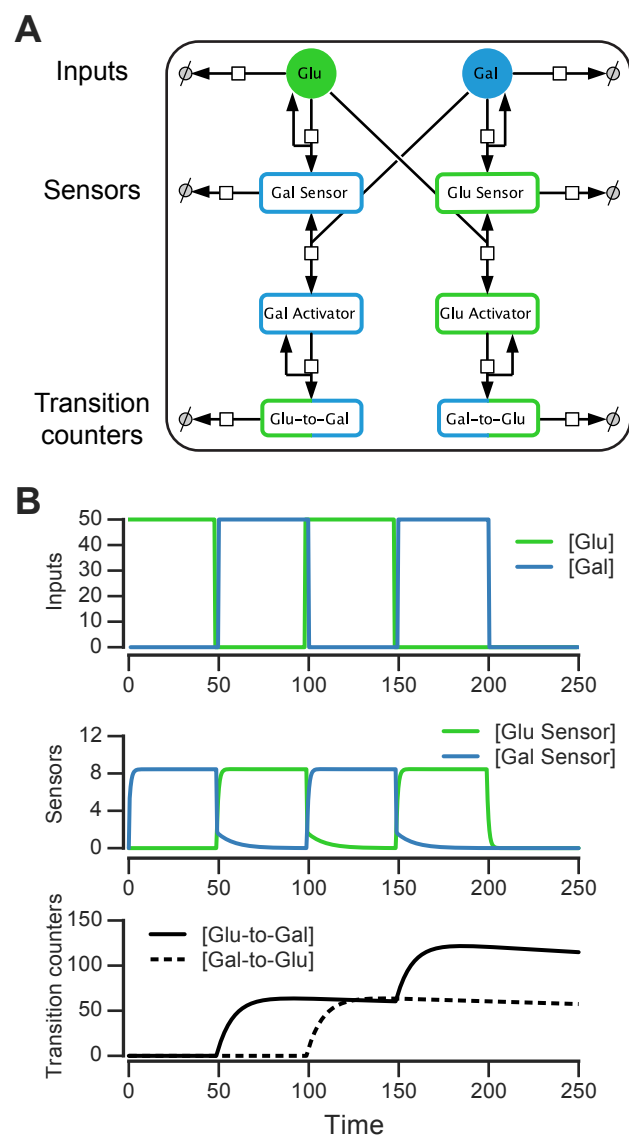 A
Inputs
Glu
Gal
Sensors
Gal Sensor
Glu Sensor
Gal Activator
Glu Activator
Transition
counters
Glu-to-Gal
Gal-to-Glu
B
Inputs
50
40
30
20
10
0
[Glu]
[Gal]
0 50 100 150 200 250
Sensors
12
8
4
0
[Glu Sensor]
[Gal Sensor]
0 50 100 150 200 250
Transition counters
150
100
50
0
[Glu-to-Gal]
[Gal-to-Glu]
0 50 100 150 200 250
Time